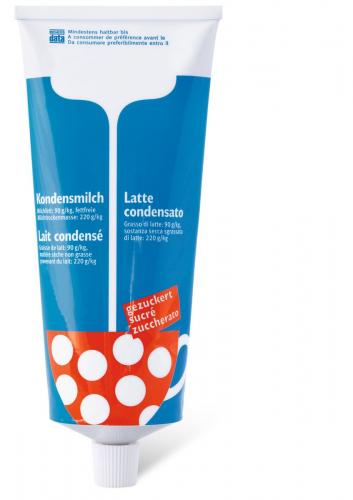 data
Mindestens haltbar bis
A consommer de préférence avant le
Da consumare preferibilmente entro il
Kondensmilch
Milchfett: 90 g/kg, fettfreie
Milchtrockenmasse: 220 g/kg
Lait condensé
de lait: 90 g/kg,
matière sèche non grasse
provenant du lait: 220 g/kg
Latte
condensato
Grasso di latte: 90 g/kg,
sostanza secca sgrassata
di latte: 220 g/kg
gezuckert
sucré
zuccherato